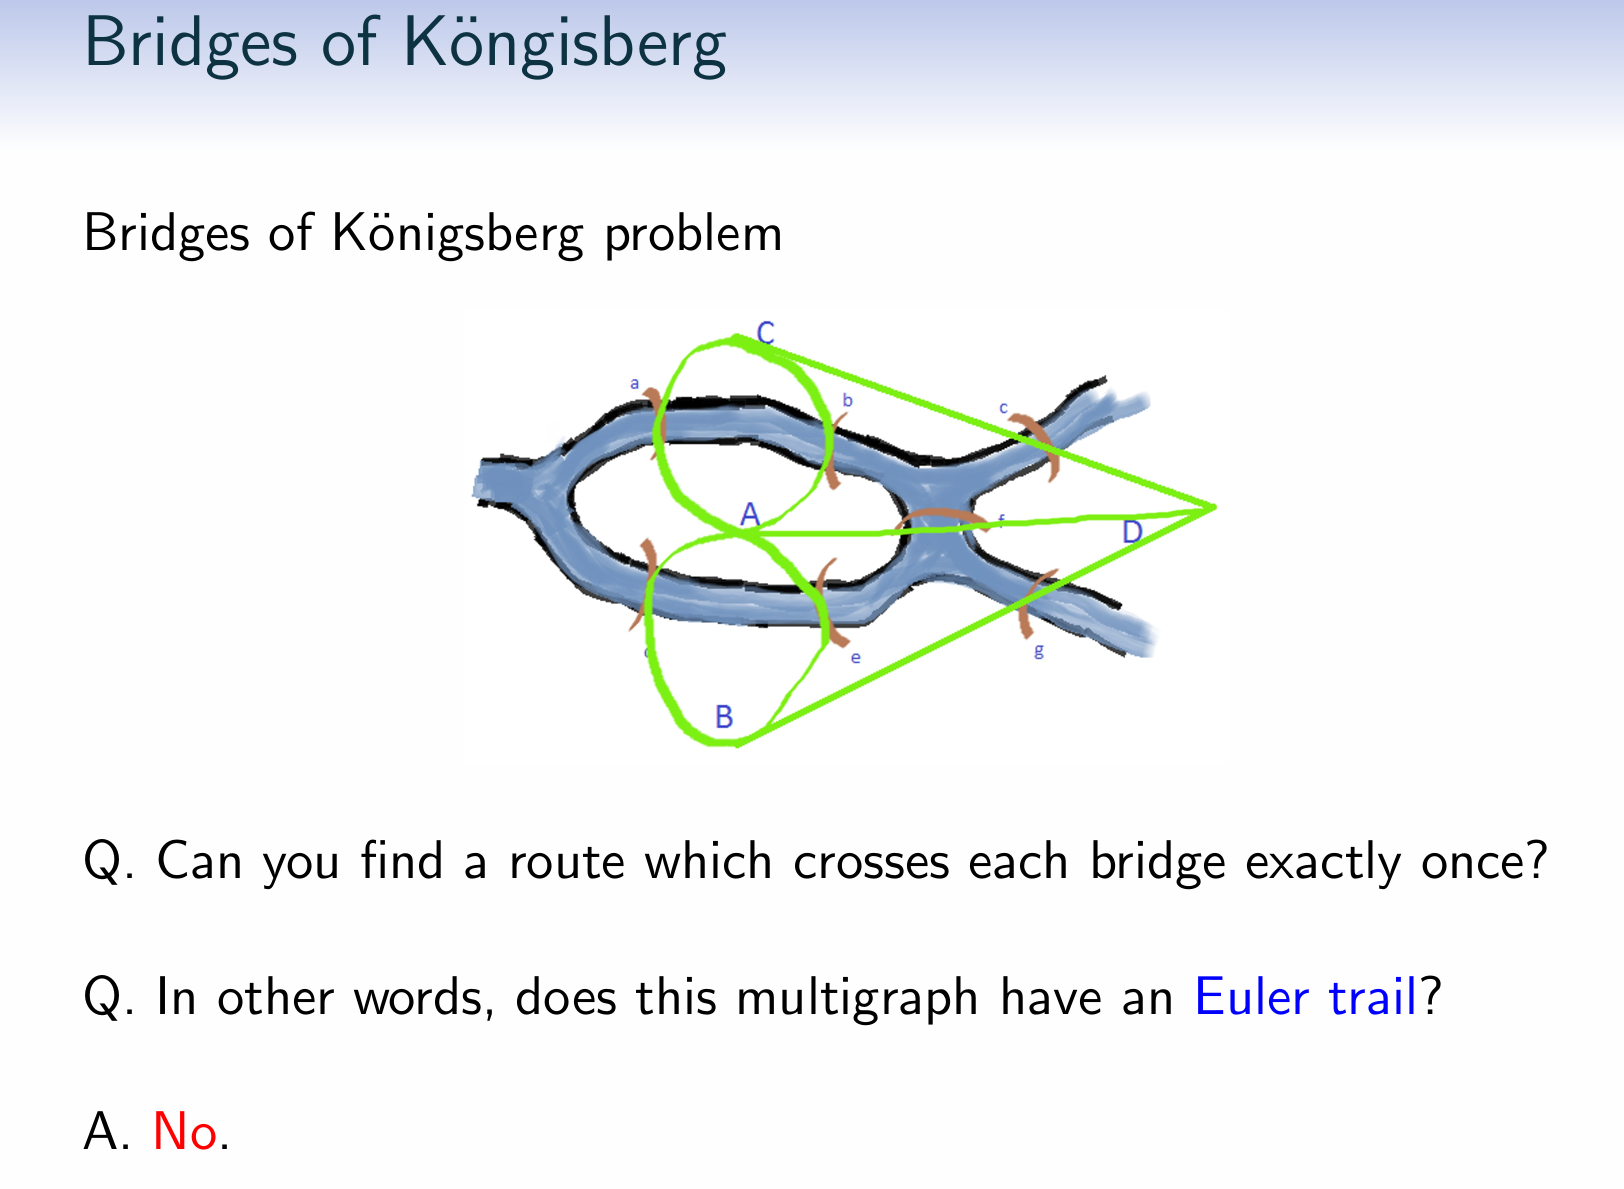 Bridges of Köngisberg
Bridges of Königsberg problem
C
a
b
c
A
f
D
e
g
B
Q. Can you find a route which crosses each bridge exactly once?
Q. In other words, does this multigraph have an Euler trail?
A. No.